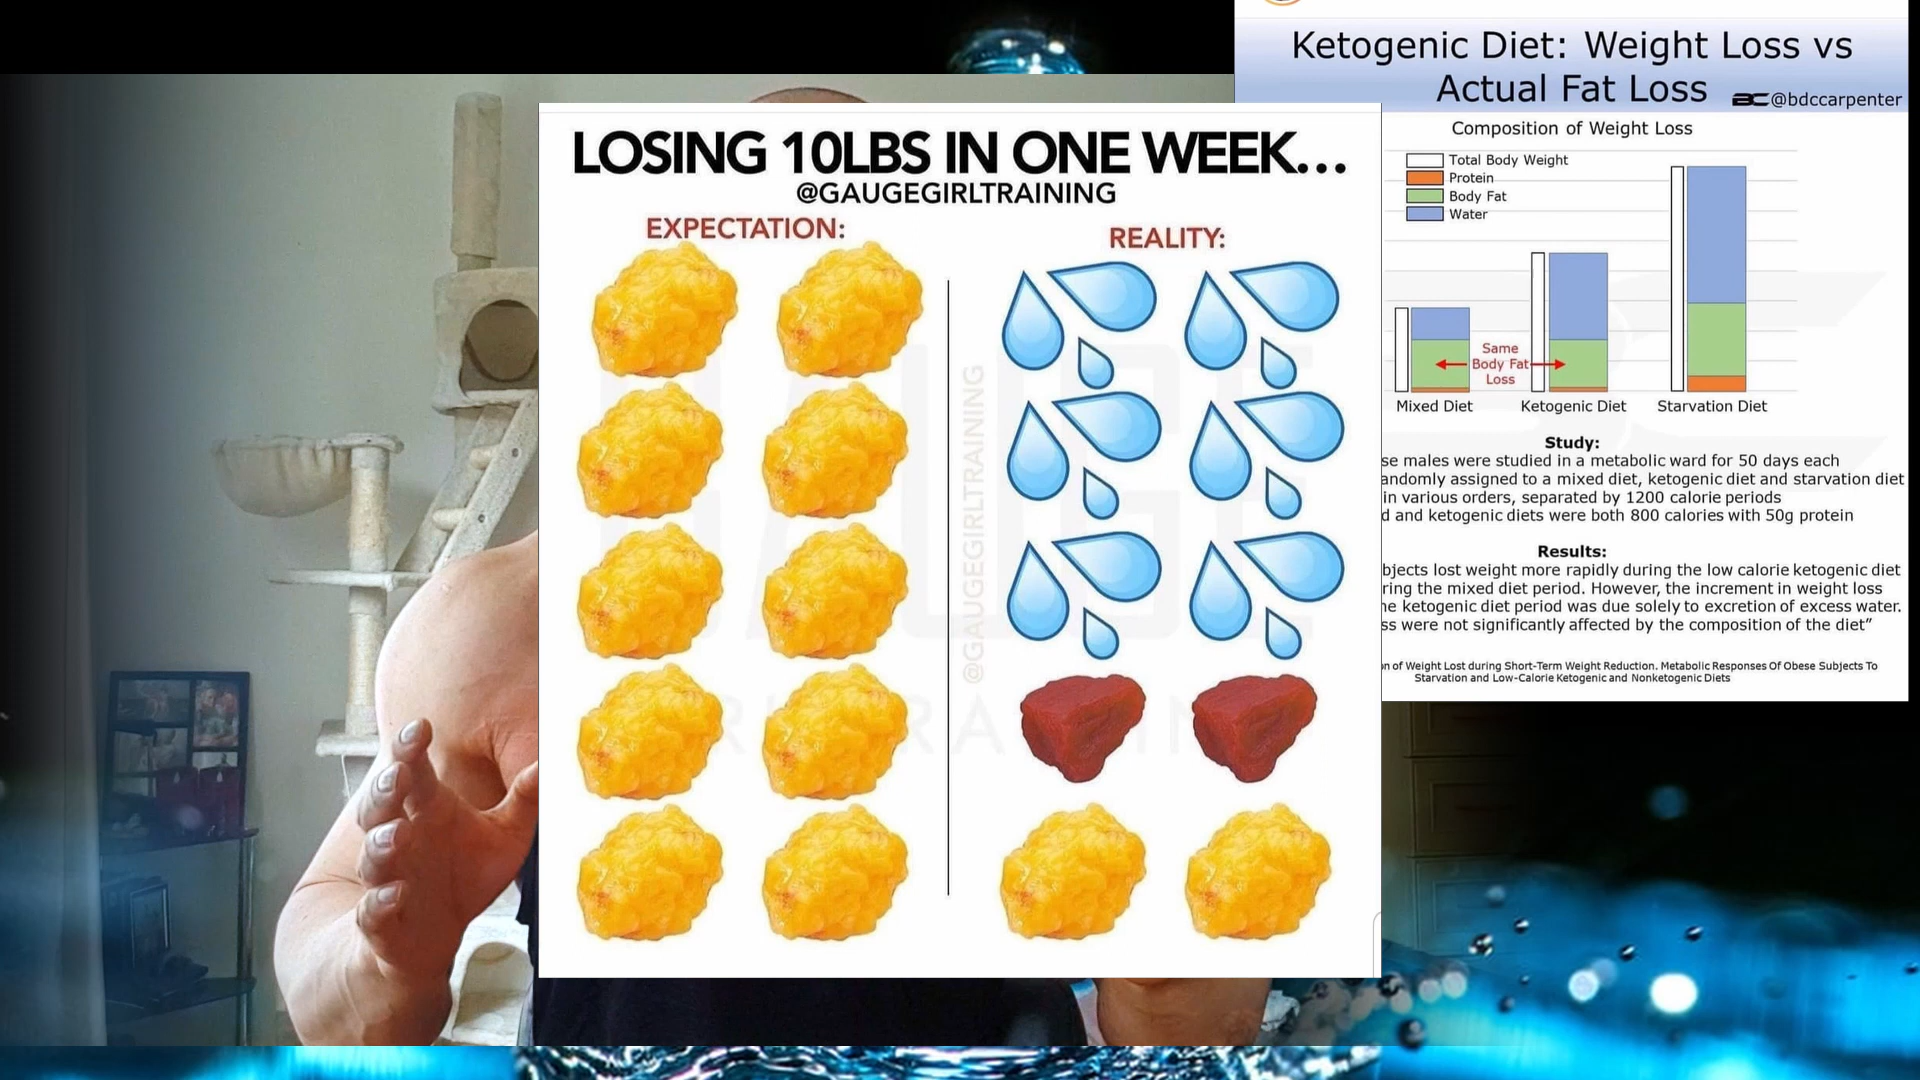 LOSING 10LBS IN ONE WEEK...
@GAUGEGIRLTRAINING
EXPECTATION:
REALITY:
@GAUGEGIRLTRAINING
Ketogenic Diet: Weight Loss vs
Actual Fat Loss
@bdccarpenter
Composition of Weight Loss
Total Body Weight
Protein
Body Fat
Water
Same
Body Fat
Loss
Mixed Diet
Ketogenic Diet
Starvation Diet
Study:
se males were studied in a metabolic ward for 50 days each
andomly assigned to a mixed diet, ketogenic diet and starvation diet
in various orders, separated by 1200 calorie periods
d and ketogenic diets were both 800 calories with 50g protein
Results:
bjects lost weight more rapidly during the low calorie ketogenic diet
ring the mixed diet period. However, the increment in weight loss
he ketogenic diet period was due solely to excretion of excess water.
ss were not significantly affected by the composition of the diet”
n of Weight Lost during Short-Term Weight Reduction. Metabolic Responses Of Obese Subjects To
Starvation and Low-Calorie Ketogenic and Nonketogenic Diets